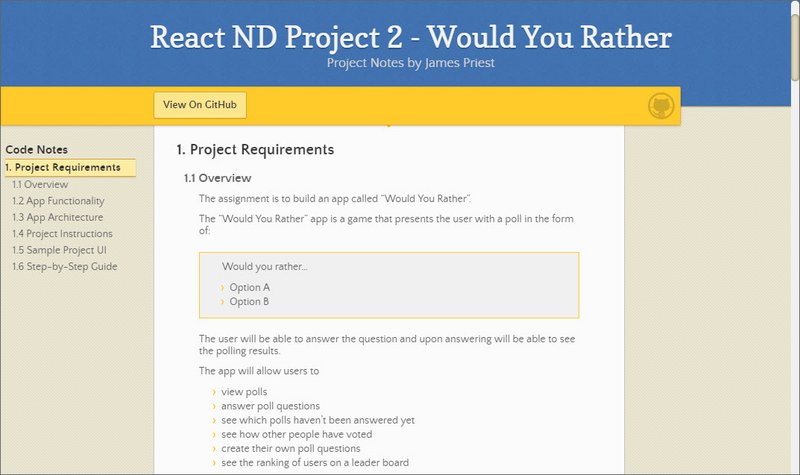 React ND Project 2 - Would You Rather
Project Notes by James Priest
View On GitHub
Code Notes
1. Project Requirements
1.1 Overview
1.2 App Functionality
1.3 App Architecture
1.4 Project Instructions
1.5 Sample Project UI
1.6 Step-by-Step Guide
1. Project Requirements
1.1 Overview
The assignment is to build an app called “Would You Rather”.
The “Would You Rather” app is a game that presents the user with a poll in the form
of:
Would you rather…
› Option A
› Option B
The user will be able to answer the question and upon answering will be able to see
the polling results.
The app will allow users to
› view polls
› answer poll questions
› see which polls haven’t been answered yet
› see how other people have voted
› create their own poll questions
› see the ranking of users on a leader board